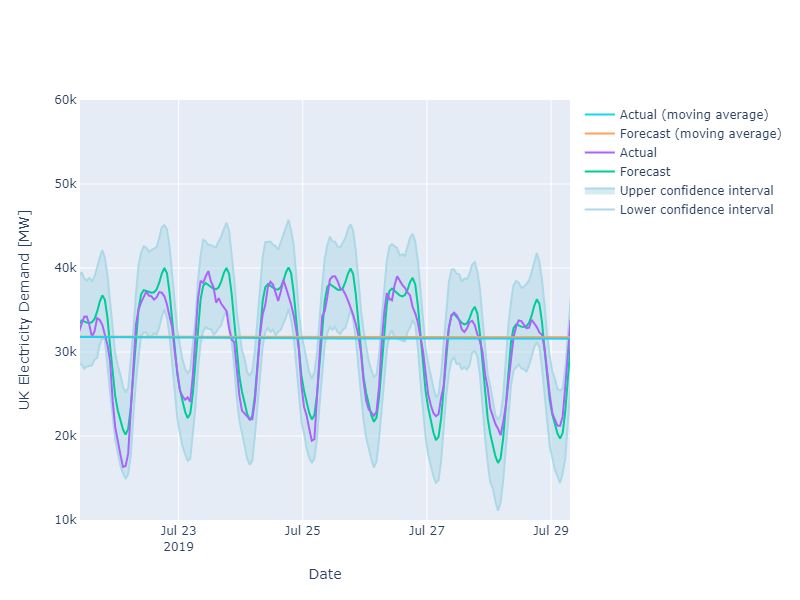 60k
50k
40k
30k
20k
10k
UK Electricity Demand [MW]
Jul 23
2019
Jul 25
Jul 27
Jul 29
Date
Actual (moving average)
Forecast (moving average)
Actual
Forecast
Upper confidence interval
Lower confidence interval